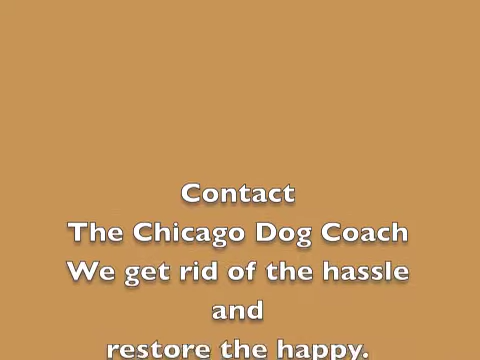 Contact
The Chicago Dog Coach
We get rid of the hassle
and
restore the happy.